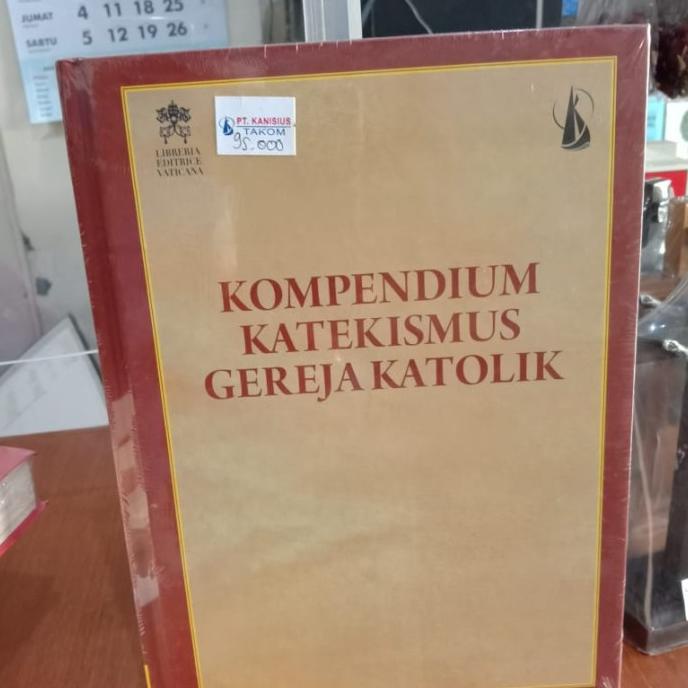 JUMAT 4 11 18 25
SABTU 5 12 19 26
LIBRERIA
EDITRICE
VATICANA
PT. KANISIUS
TAKOM
95.000
KOMPENDIUM
KATEKISMUS
GEREJA KATOLIK